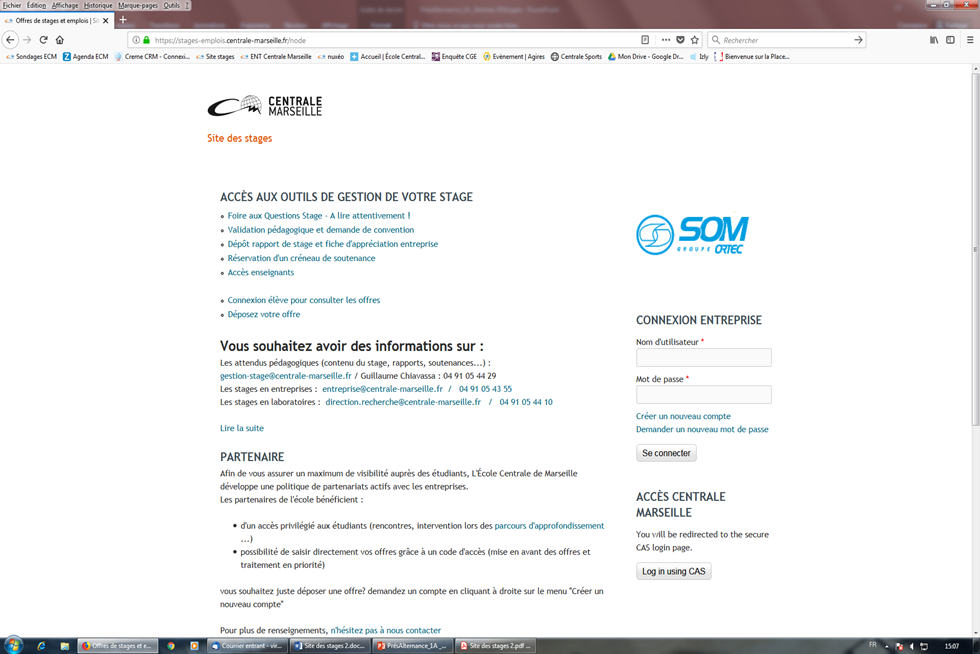 Fichier Édition Affichage Historique Marque-pages Outils ?
Offres de stages et emplois | Sit
https://stages-emplois.centrale-marseille.fr/node
Rechercher
Sondages ECM Agenda ECM Creme CRM - Connexi... Site stages ENT Centrale Marseille nuxéo Accueil / École Central... Enquête CGE Evènement | Agires Centrale Sports Mon Drive - Google Dr... Izly Bienvenue sur la Place...
CENTRALE
MARSEILLE
Site des stages
ACCÈS AUX OUTILS DE GESTION DE VOTRE STAGE
Foire aux Questions Stage - A lire attentivement !
Validation pédagogique et demande de convention
Dépôt rapport de stage et fiche d'appréciation entreprise
Réservation d'un créneau de soutenance
Accès enseignants
Connexion élève pour consulter les offres
Déposez votre offre
Vous souhaitez avoir des informations sur :
Les attendus pédagogiques (contenu du stage, rapports, soutenances...) :
gestion-stage@centrale-marseille.fr / Guillaume Chiavassa : 04 91 05 44 29
Les stages en entreprises : entreprise@centrale-marseille.fr / 04 91 05 43 55
Les stages en laboratoires : direction.recherche@centrale-marseille.fr / 04 91 05 44 10
Lire la suite
PARTENAIRE
Afin de vous assurer un maximum de visibilité auprès des étudiants, L'École Centrale de Marseille
développe une politique de partenariats actifs avec les entreprises.
Les partenaires de l'école bénéficient :
d'un accès privilégié aux étudiants (rencontres, intervention lors des parcours d'approfondissement
...)
possibilité de saisir directement vos offres grâce à un code d'accès (mise en avant des offres et
traitement en priorité)
vous souhaitez juste déposer une offre? demandez un compte en cliquant à droite sur le menu "Créer un
nouveau compte"
Pour plus de renseignements, n'hésitez pas à nous contacter
SOM
GROUPE ORTEC
CONNEXION ENTREPRISE
Nom d'utilisateur *
Mot de passe *
Créer un nouveau compte
Demander un nouveau mot de passe
Se connecter
ACCÈS CENTRALE
MARSEILLE
You will be redirected to the secure
CAS login page.
Log in using CAS
Offres de stages et e... Courrier entrant - vir... Site des stages 2.doc... PrésAlternance_1A _... Site des stages 2.pdf ... FR 15:07